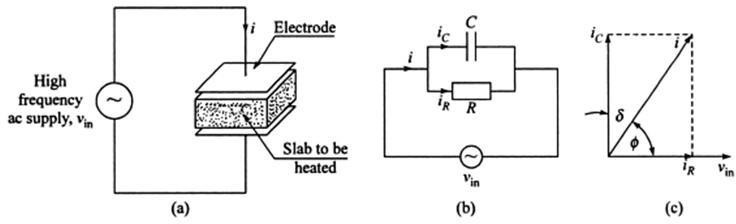 High
frequency
ac supply, v_in
~
i
Electrode
Slab to be
heated
(a)
C
i_C
i
i_R
R
~
v_in
(b)
i_C
i
δ
ϕ
i_R
v_in
(c)